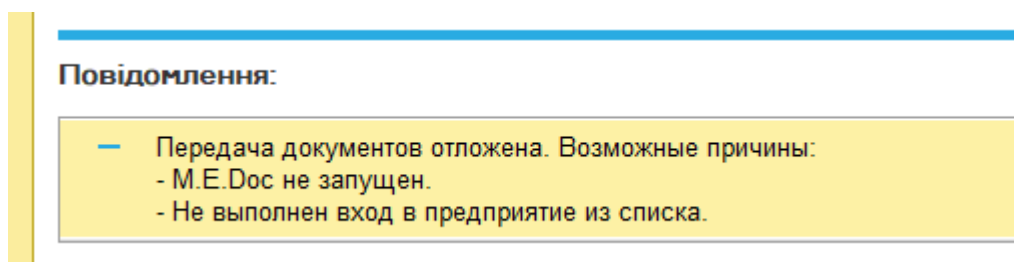 Повідомлення:
Передача документов отложена. Возможные причины:
- M.E.Doc не запущен.
- Не выполнен вход в предприятие из списка.